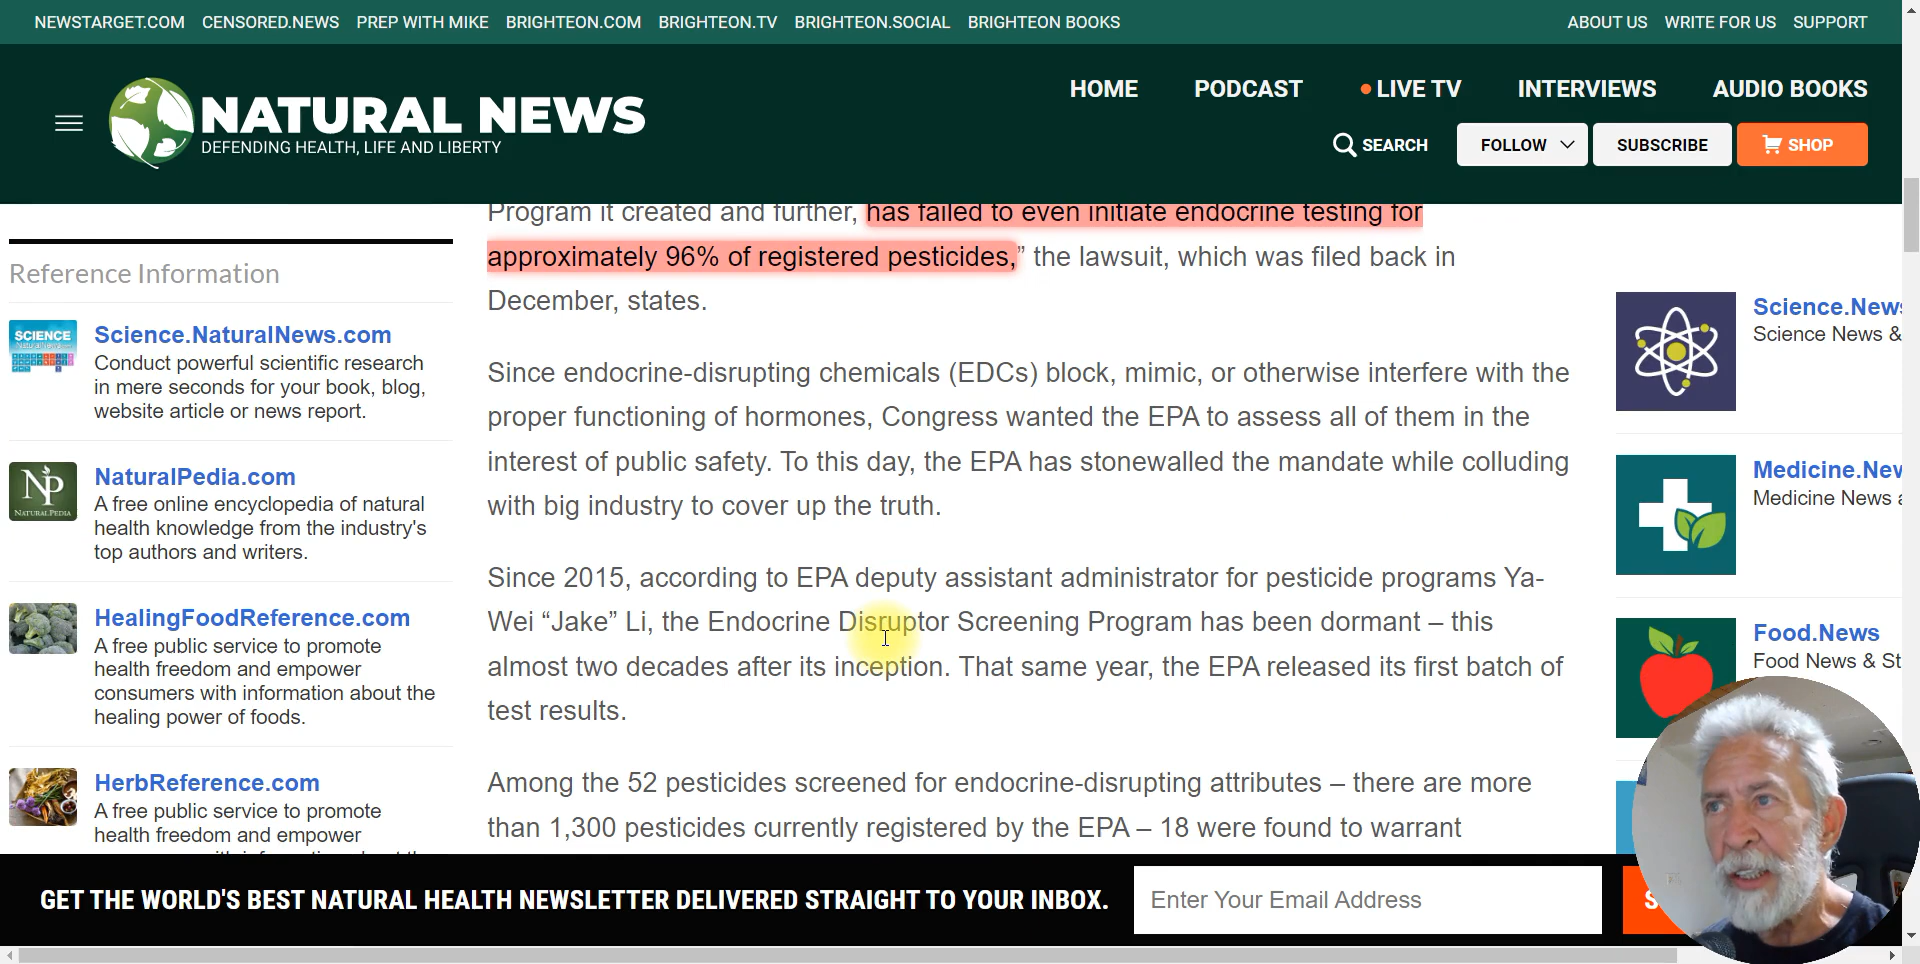 NEWSTARGET.COM CENSORED.NEWS PREP WITH MIKE BRIGHTEON.COM BRIGHTEON.TV BRIGHTEON.SOCIAL BRIGHTEON BOOKS ABOUT US WRITE FOR US SUPPORT
NATURAL NEWS
DEFENDING HEALTH, LIFE AND LIBERTY
HOME PODCAST LIVE TV INTERVIEWS AUDIO BOOKS
SEARCH FOLLOW SUBSCRIBE SHOP
Reference Information
SCIENCE
Science.NaturalNews.com
Conduct powerful scientific research
in mere seconds for your book, blog,
website article or news report.
NP
NATURALPEDIA
NaturalPedia.com
A free online encyclopedia of natural
health knowledge from the industry's
top authors and writers.
HealingFoodReference.com
A free public service to promote
health freedom and empower
consumers with information about the
healing power of foods.
HerbReference.com
A free public service to promote
health freedom and empower
Program it created and further, has failed to even initiate endocrine testing for
approximately 96% of registered pesticides,” the lawsuit, which was filed back in
December, states.
Since endocrine-disrupting chemicals (EDCs) block, mimic, or otherwise interfere with the
proper functioning of hormones, Congress wanted the EPA to assess all of them in the
interest of public safety. To this day, the EPA has stonewalled the mandate while colluding
with big industry to cover up the truth.
Since 2015, according to EPA deputy assistant administrator for pesticide programs Ya-
Wei “Jake” Li, the Endocrine Disruptor Screening Program has been dormant – this
almost two decades after its inception. That same year, the EPA released its first batch of
test results.
Among the 52 pesticides screened for endocrine-disrupting attributes – there are more
than 1,300 pesticides currently registered by the EPA – 18 were found to warrant
Science.News
Science News &
Medicine.New
Medicine News a
Food.News
Food News & St
GET THE WORLD'S BEST NATURAL HEALTH NEWSLETTER DELIVERED STRAIGHT TO YOUR INBOX.
Enter Your Email Address